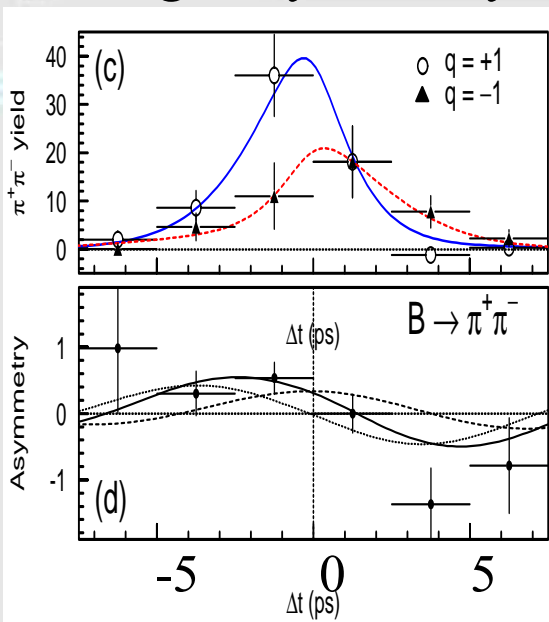 (c)
q = +1
q = −1
40
30
20
10
0
π⁺π⁻ yield
Δt (ps)
B → π⁺π⁻
1
0
-1
Asymmetry
(d)
-5
0
5
Δt (ps)